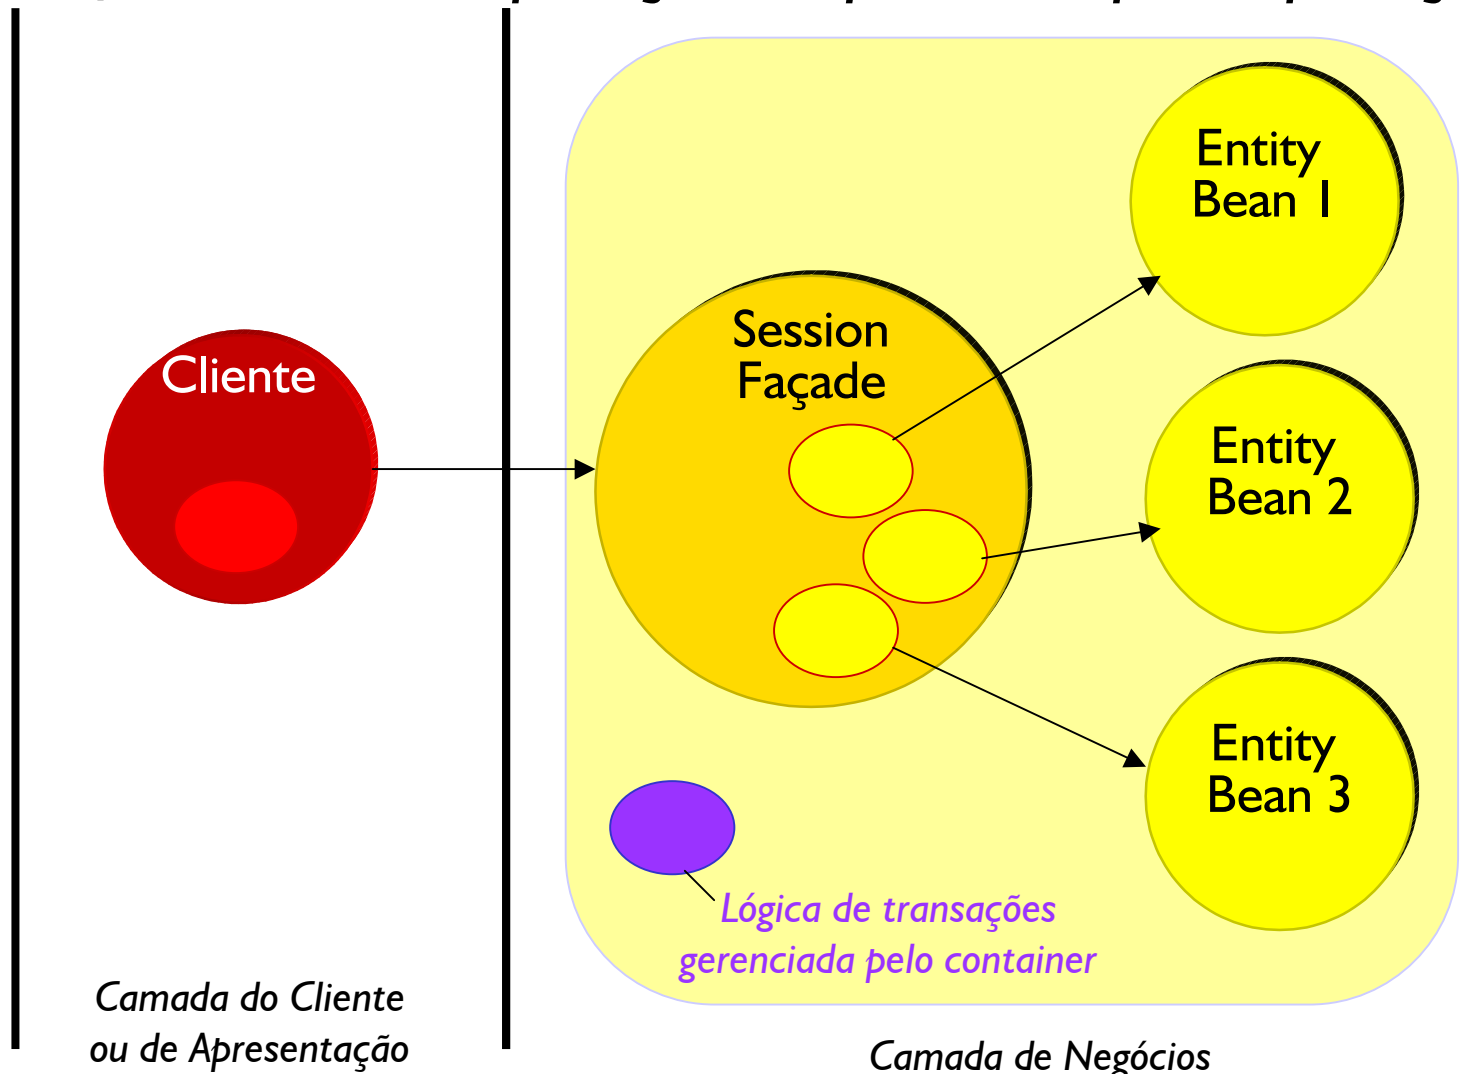 Cliente
Session
Façade
Entity
Bean 1
Entity
Bean 2
Entity
Bean 3
Lógica de transações
gerenciada pelo container
Camada do Cliente
ou de Apresentação
Camada de Negócios